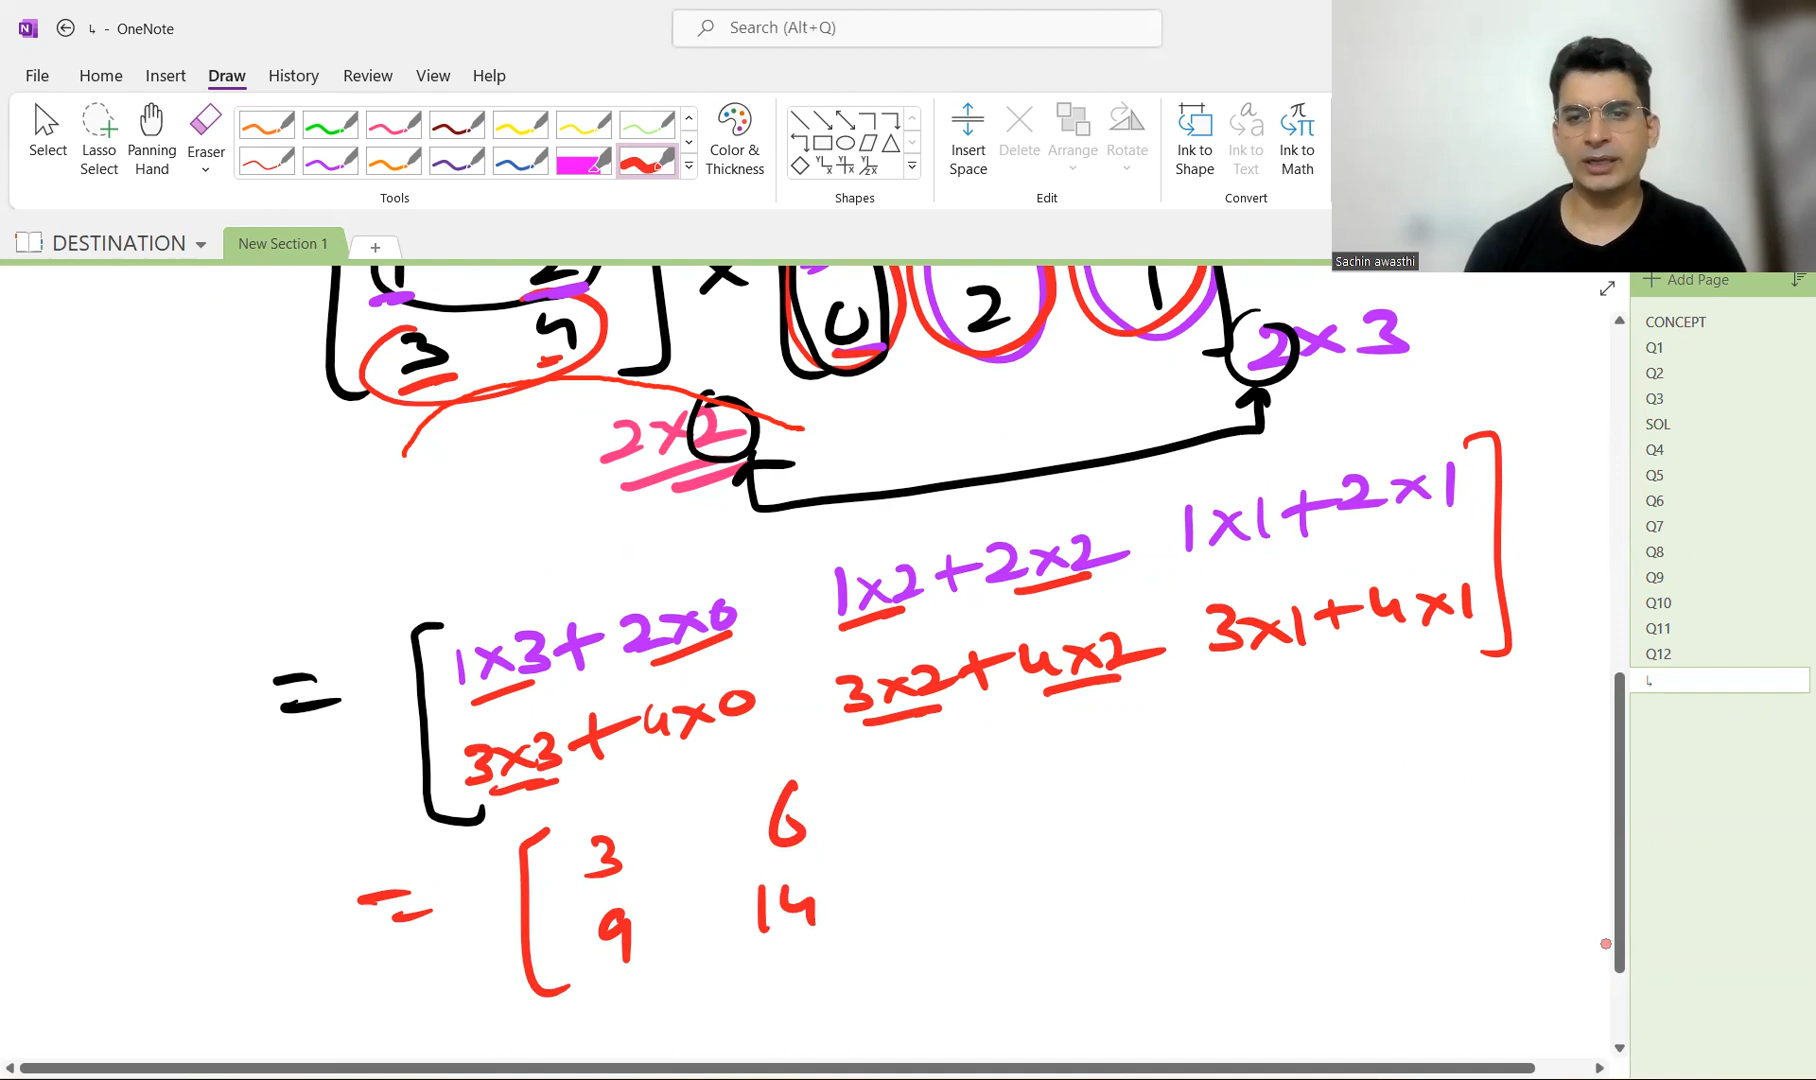 - OneNote
Search (Alt+Q)
File Home Insert Draw History Review View Help
Select
Lasso Select
Panning Hand
Eraser
Color & Thickness
Insert Space
Delete
Arrange
Rotate
Ink to Shape
Ink to Text
Ink to Math
Tools
Shapes
Edit
Convert
Sachin awasthi
DESTINATION
New Section 1
+
Add Page
CONCEPT
Q1
Q2
Q3
SOL
Q4
Q5
Q6
Q7
Q8
Q9
Q10
Q11
Q12
1 2 ×
3 4 0 2 1
2×3
2×2
= [ 1×3+2×0 1×2+2×2 1×1+2×1
3×3+4×0 3×2+4×2 3×1+4×1 ]
= [ 3 6
9 14